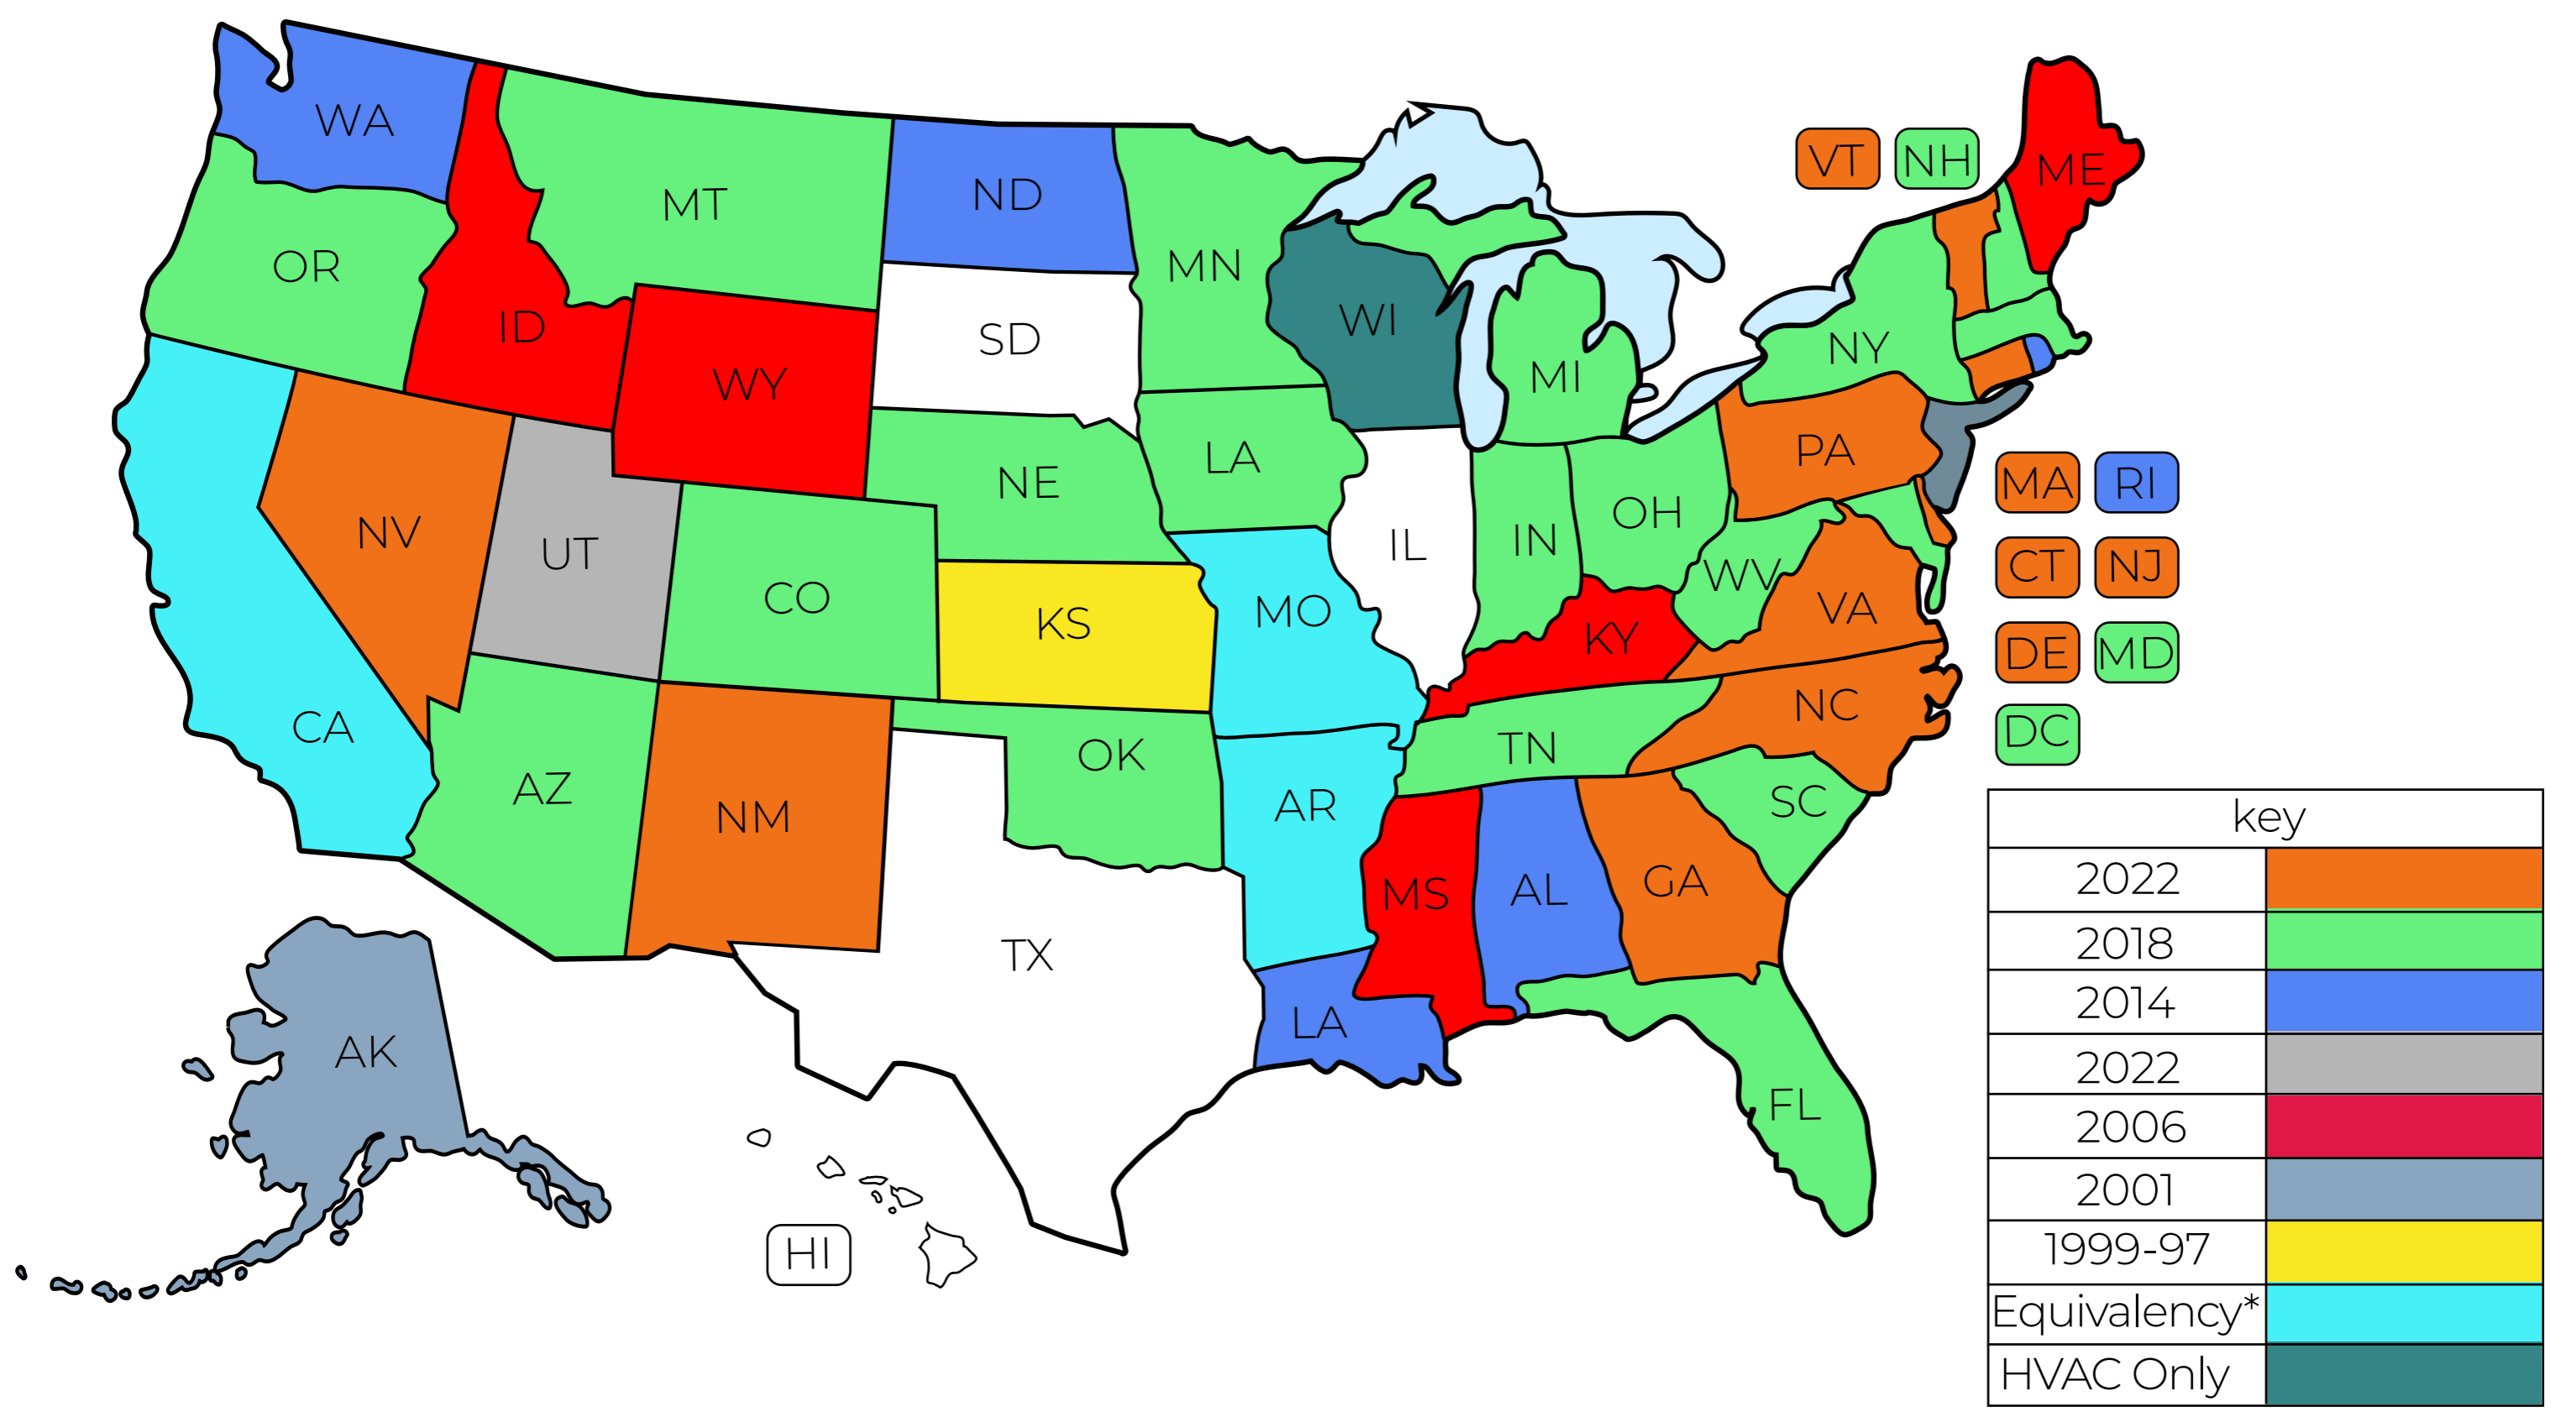 WA
MT
ND
MN
VT NH
ME
OR
ID
SD
WI
NY
WY
MI
LA
NE
PA
MA RI
NV
UT
CO
KS
MO
IL
IN
OH
WV
VA
CT NJ
KY
DE MD
CA
AZ
NM
OK
AR
TN
NC
DC
SC
TX
MS
AL
GA
LA
AK
FL
HI
key
2022
2018
2014
2022
2006
2001
1999-97
Equivalency*
HVAC Only